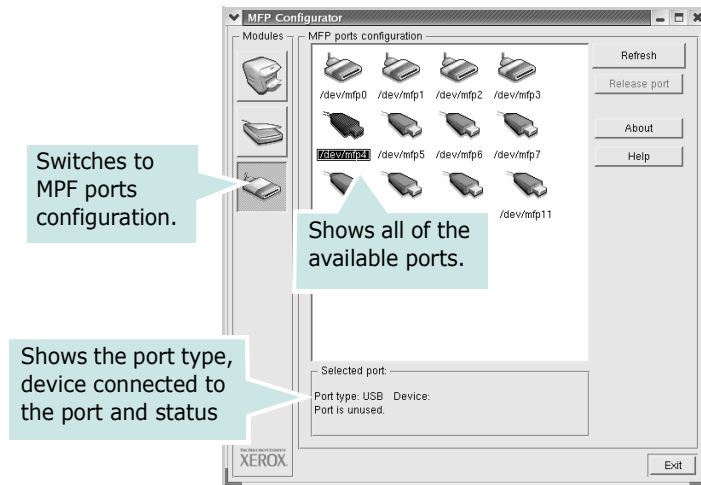 MFP Configurator
Modules
MFP ports configuration
/dev/mfp0 /dev/mfp1 /dev/mfp2 /dev/mfp3
/dev/mfp4 /dev/mfp5 /dev/mfp6 /dev/mfp7
/dev/mfp11
Refresh
Release port
About
Help
Switches to
MPF ports
configuration.
Shows all of the
available ports.
Shows the port type,
device connected to
the port and status
Selected port:
Port type: USB Device:
Port is unused.
THE DOCUMENT COMPANY
XEROX
Exit